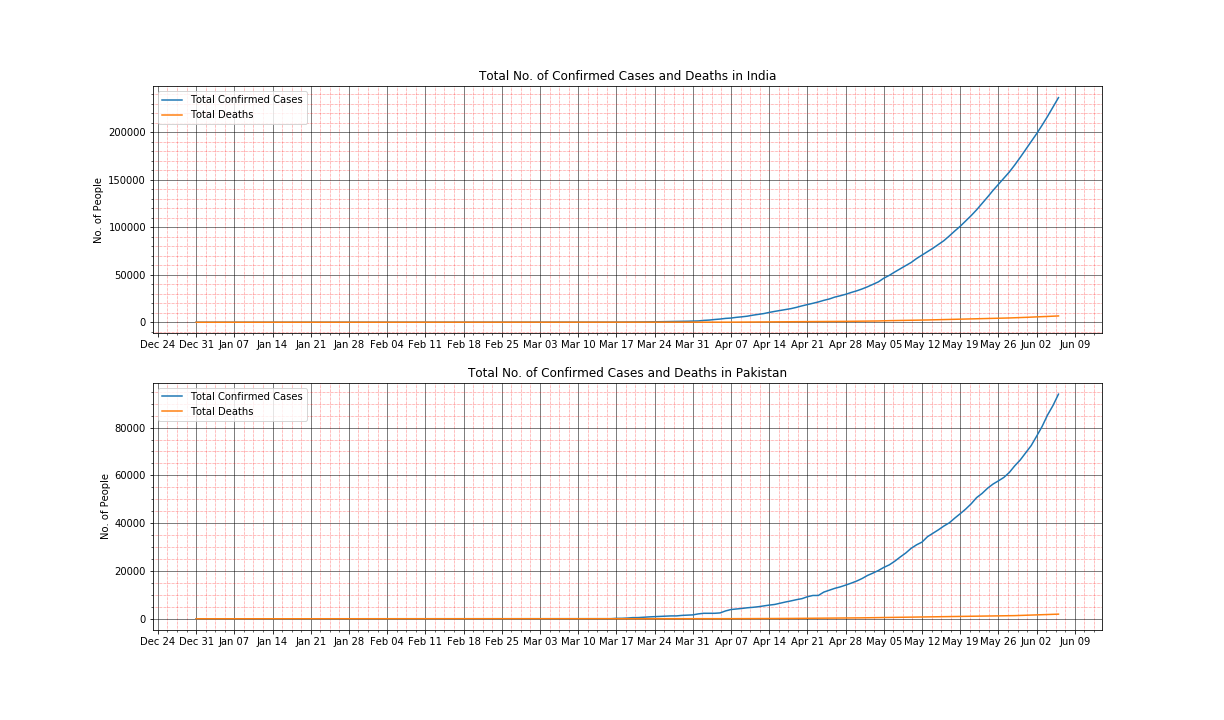 Total No. of Confirmed Cases and Deaths in India
Total Confirmed Cases
Total Deaths
No. of People
200000
150000
100000
50000
0
Dec 24 Dec 31 Jan 07 Jan 14 Jan 21 Jan 28 Feb 04 Feb 11 Feb 18 Feb 25 Mar 03 Mar 10 Mar 17 Mar 24 Mar 31 Apr 07 Apr 14 Apr 21 Apr 28 May 05 May 12 May 19 May 26 Jun 02 Jun 09
Total No. of Confirmed Cases and Deaths in Pakistan
Total Confirmed Cases
Total Deaths
No. of People
80000
60000
40000
20000
0
Dec 24 Dec 31 Jan 07 Jan 14 Jan 21 Jan 28 Feb 04 Feb 11 Feb 18 Feb 25 Mar 03 Mar 10 Mar 17 Mar 24 Mar 31 Apr 07 Apr 14 Apr 21 Apr 28 May 05 May 12 May 19 May 26 Jun 02 Jun 09